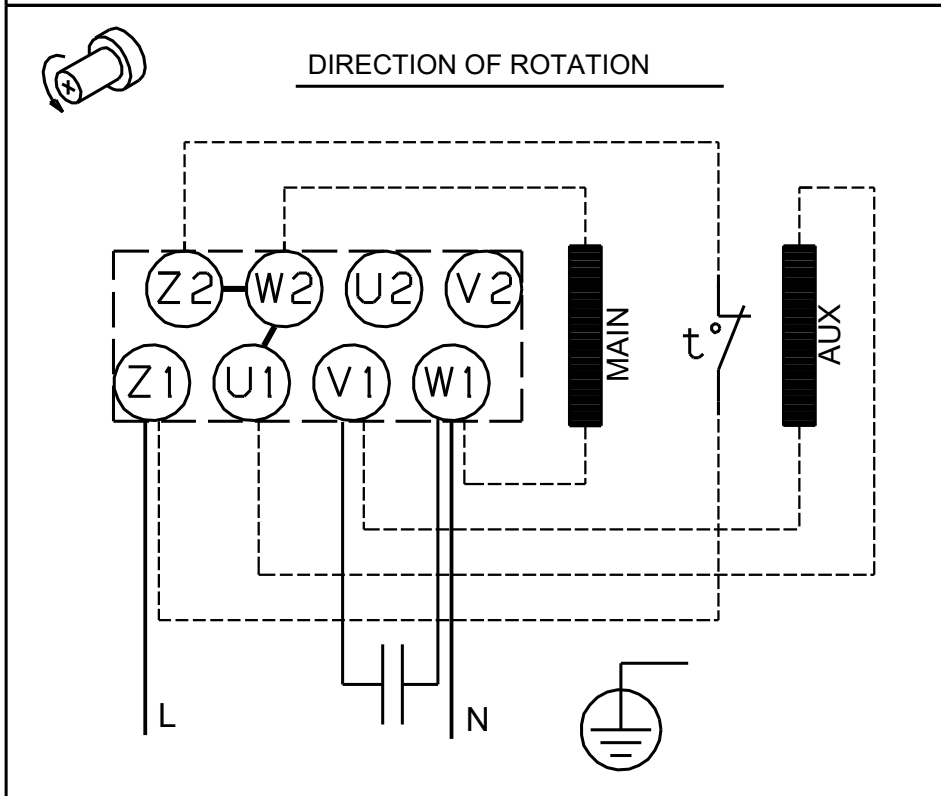 DIRECTION OF ROTATION
Z2 W2 U2 V2
Z1 U1 V1 W1
MAIN
t°
AUX
L
N